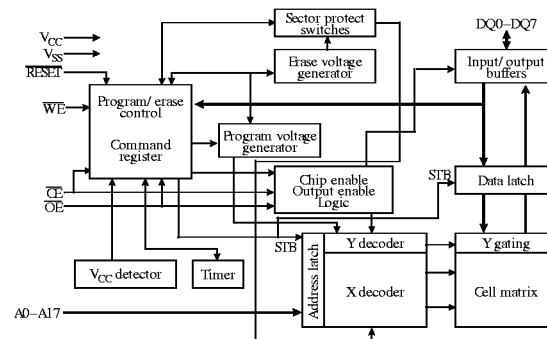 Sector protect
switches
DQ0–DQ7
VCC
VSS
RESET
Erase voltage
generator
Input/ output
buffers
Program/ erase
control
WE
Command
register
Program voltage
generator
Chip enable
Output enable
Logic
STB
Data latch
CE
OE
STB
Address latch
Y decoder
Y gating
VCC detector
Timer
X decoder
Cell matrix
A0–A17